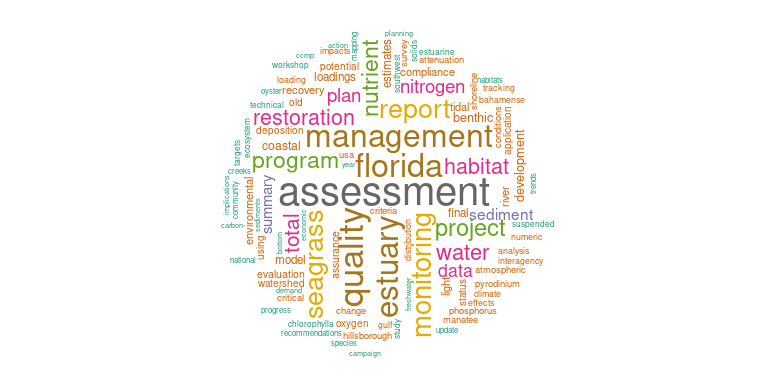 planning
action
ccmp
impacts
mapping
survey
solids
estuarine
workshop
potential
nutrient
estimates
southwest
attenuation
compliance
loading
loadings
nitrogen
shoreline
habitats
tracking
oyster
recovery
plan
technical
old
report
tidal
bahamense
restoration
benthic
conditions
application
ecosystem
deposition
management
targets
coastal
usa
program
year
florida
habitat
development
creeks
trends
implications
community
environmental
summary
assessment
river
carbon
sediments
total
economic
seagrass
quality
criteria
estuary
distribution
monitoring
final
sediment
project
suspended
numeric
using
bottom
assurance
water
analysis
interagency
national
model
data
atmospheric
evaluation
watershed
demand
critical
freshwater
light
status
pyrodinium
climate
effects
progress
change
phosphorus
manatee
chlorophylla
oxygen
gulf
study
update
recommendations
hillsborough
species
campaign